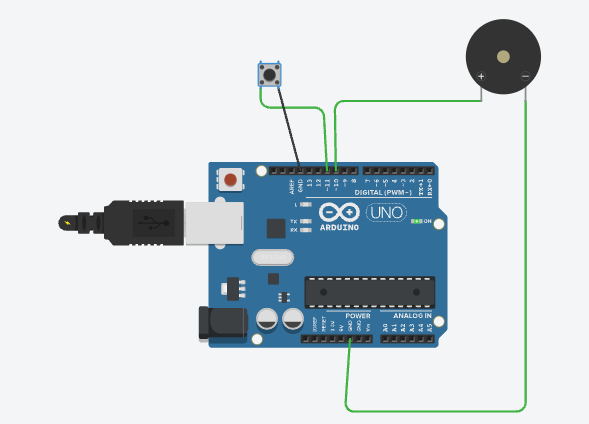 +
−
AREF
GND
13
12
~11
~10
~9
8
7
~6
~5
4
~3
2
TX→1
RX←0
DIGITAL (PWM~)
L
TX
RX
UNO
ON
ARDUINO
POWER
ANALOG IN
IOREF
RESET
3.3V
5V
GND
GND
Vin
A0
A1
A2
A3
A4
A5